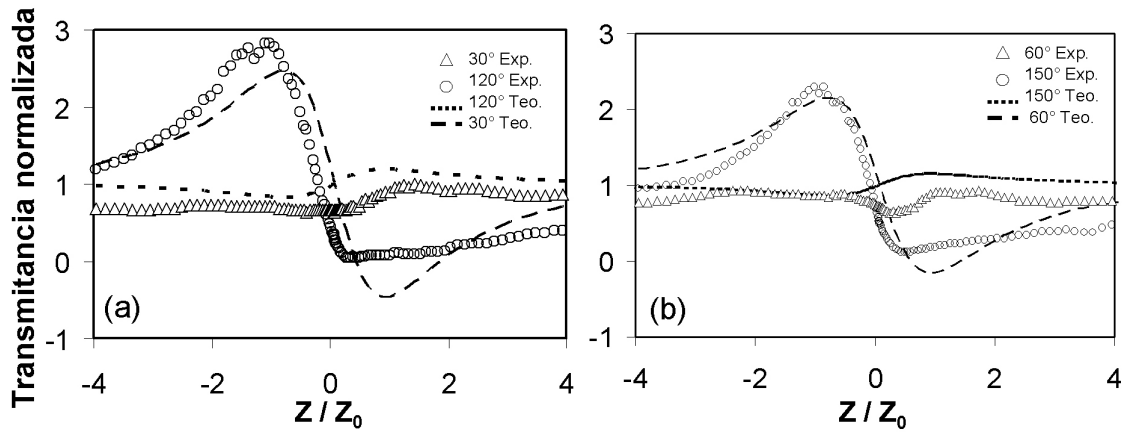 Transmitancia normalizada
3
2
1
0
-1
-4
-2
0
2
4
Z / Z₀
(a)
30° Exp.
120° Exp.
120° Teo.
30° Teo.
3
2
1
0
-1
-4
-2
0
2
4
Z / Z₀
(b)
60° Exp.
150° Exp.
150° Teo.
60° Teo.